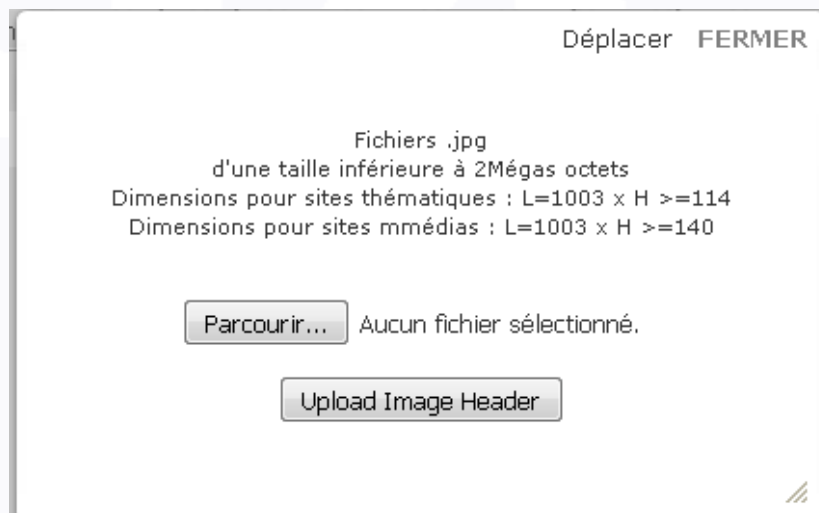 Déplacer FERMER
Fichiers .jpg
d'une taille inférieure à 2Mégas octets
Dimensions pour sites thématiques : L=1003 x H >=114
Dimensions pour sites mmédias : L=1003 x H >=140
Parcourir... Aucun fichier sélectionné.
Upload Image Header